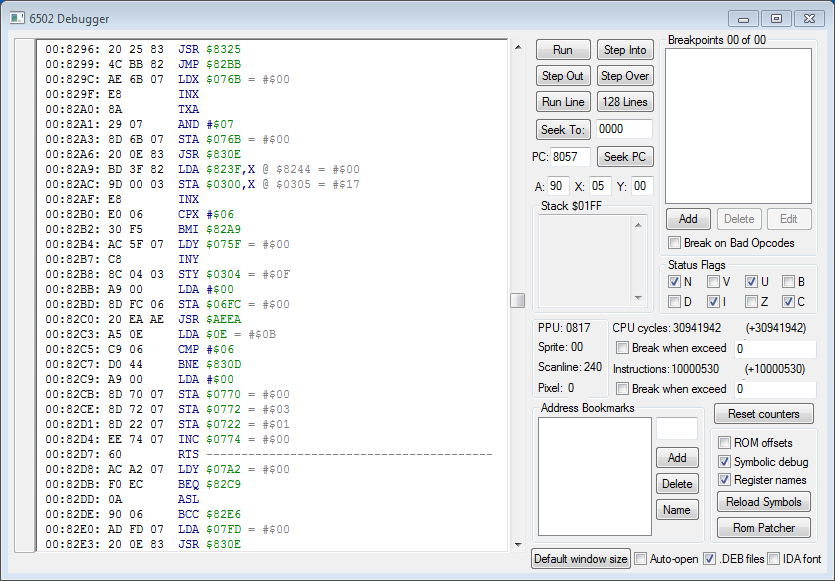 6502 Debugger
00:8296: 20 25 83 JSR $8325
00:8299: 4C BB 82 JMP $82BB
00:829C: AE 6B 07 LDX $076B = #$00
00:829F: E8 INX
00:82A0: 8A TXA
00:82A1: 29 07 AND #$07
00:82A3: 8D 6B 07 STA $076B = #$00
00:82A6: 20 0E 83 JSR $830E
00:82A9: BD 3F 82 LDA $823F,X @ $8244 = #$00
00:82AC: 9D 00 03 STA $0300,X @ $0305 = #$17
00:82AF: E8 INX
00:82B0: E0 06 CPX #$06
00:82B2: 30 F5 BMI $82A9
00:82B4: AC 5F 07 LDY $075F = #$00
00:82B7: C8 INY
00:82B8: 8C 04 03 STY $0304 = #$0F
00:82BB: A9 00 LDA #$00
00:82BD: 8D FC 06 STA $06FC = #$00
00:82C0: 20 EA AE JSR $AEEA
00:82C3: A5 0E LDA $0E = #$0B
00:82C5: C9 06 CMP #$06
00:82C7: D0 44 BNE $830D
00:82C9: A9 00 LDA #$00
00:82CB: 8D 70 07 STA $0770 = #$00
00:82CE: 8D 72 07 STA $0772 = #$03
00:82D1: 8D 22 07 STA $0722 = #$01
00:82D4: EE 74 07 INC $0774 = #$00
00:82D7: 60 RTS -----------------------------------------
00:82D8: AC A2 07 LDY $07A2 = #$00
00:82DB: F0 EC BEQ $82C9
00:82DD: 0A ASL
00:82DE: 90 06 BCC $82E6
00:82E0: AD FD 07 LDA $07FD = #$00
00:82E3: 20 0E 83 JSR $830E
Run Step Into
Step Out Step Over
Run Line 128 Lines
Seek To: 0000
PC: 8057 Seek PC
A: 90 X: 05 Y: 00
Stack $01FF
Breakpoints 00 of 00
Add Delete Edit
Break on Bad Opcodes
Status Flags
N V U B
D I Z C
PPU: 0817
Sprite: 00
Scanline: 240
Pixel: 0
CPU cycles: 30941942 (+30941942)
Break when exceed 0
Instructions: 10000530 (+10000530)
Break when exceed 0
Address Bookmarks
Add
Delete
Name
Reset counters
ROM offsets
Symbolic debug
Register names
Reload Symbols
Rom Patcher
Default window size Auto-open .DEB files IDA font